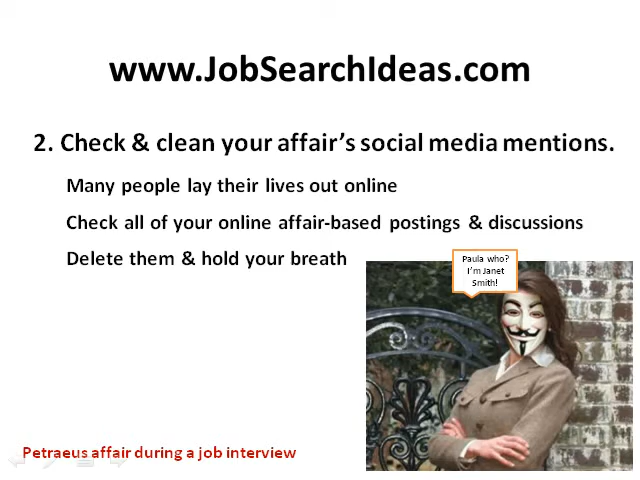 www.JobSearchIdeas.com
2. Check & clean your affair's social media mentions.
Many people lay their lives out online
Check all of your online affair-based postings & discussions
Delete them & hold your breath
Paula who?
I'm Janet
Smith!
Petraeus affair during a job interview